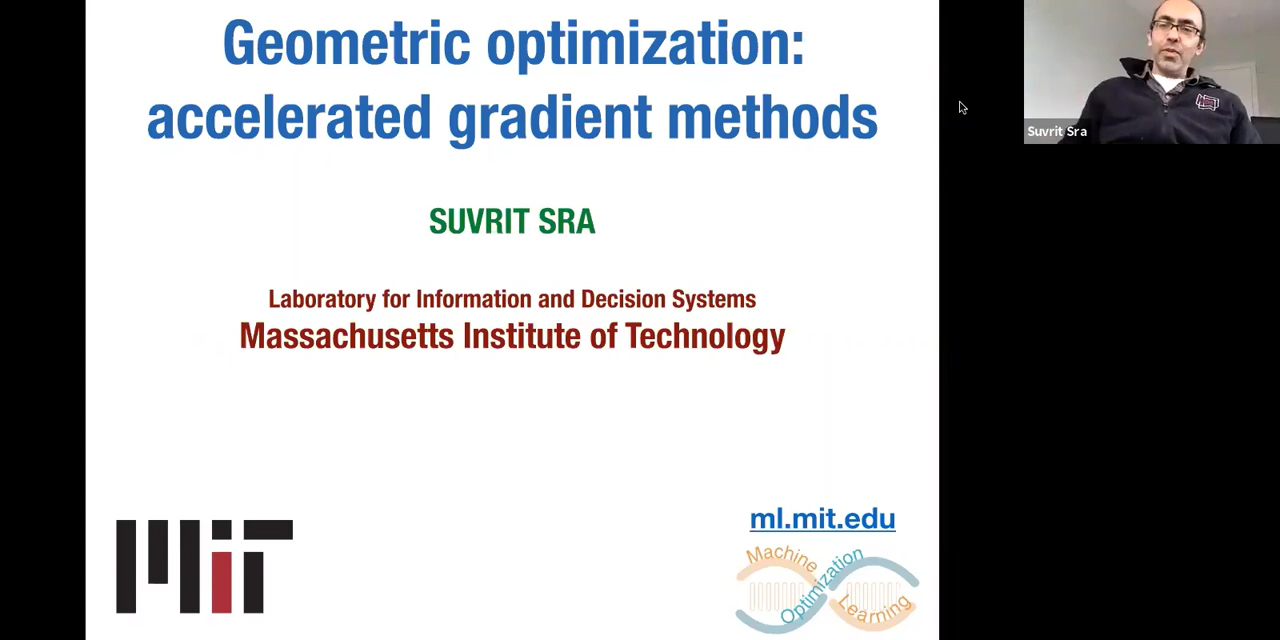 Geometric optimization:
accelerated gradient methods
SUVRIT SRA
Laboratory for Information and Decision Systems
Massachusetts Institute of Technology
MIT
ml.mit.edu
Machine
Optimization
Learning
Suvrit Sra